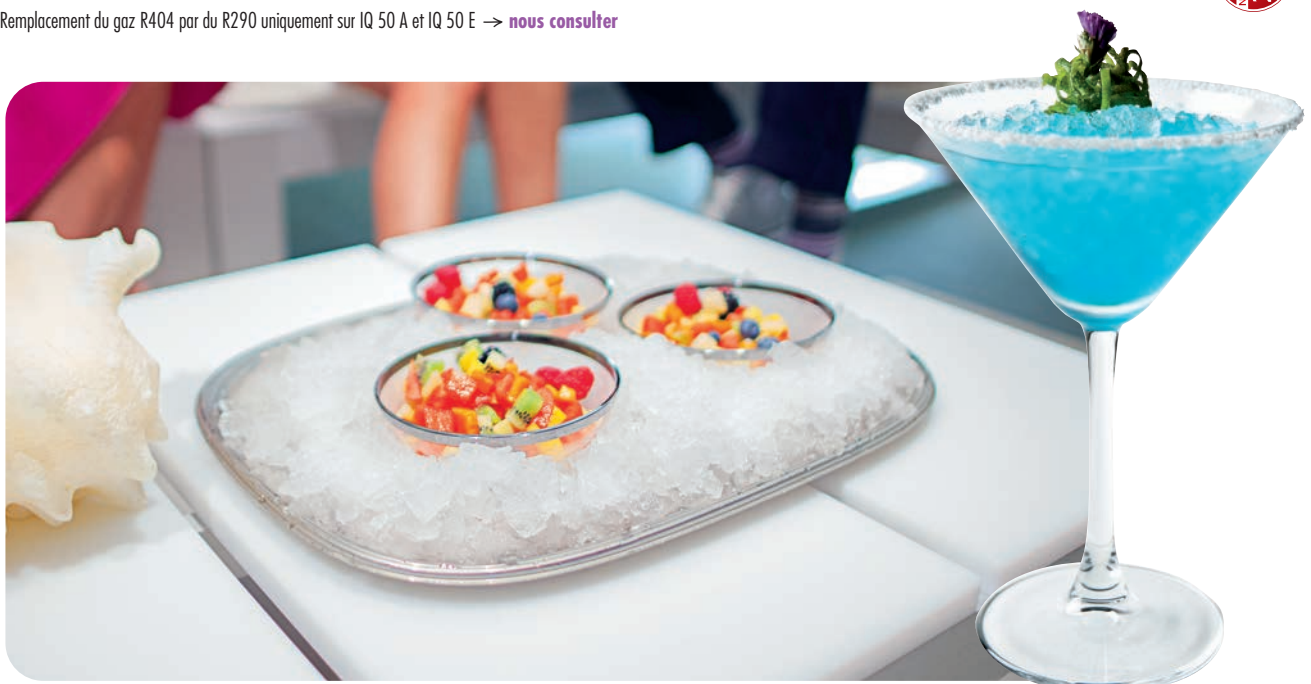 Remplacement du gaz R404 par du R290 uniquement sur IQ 50 A et IQ 50 E → nous consulter